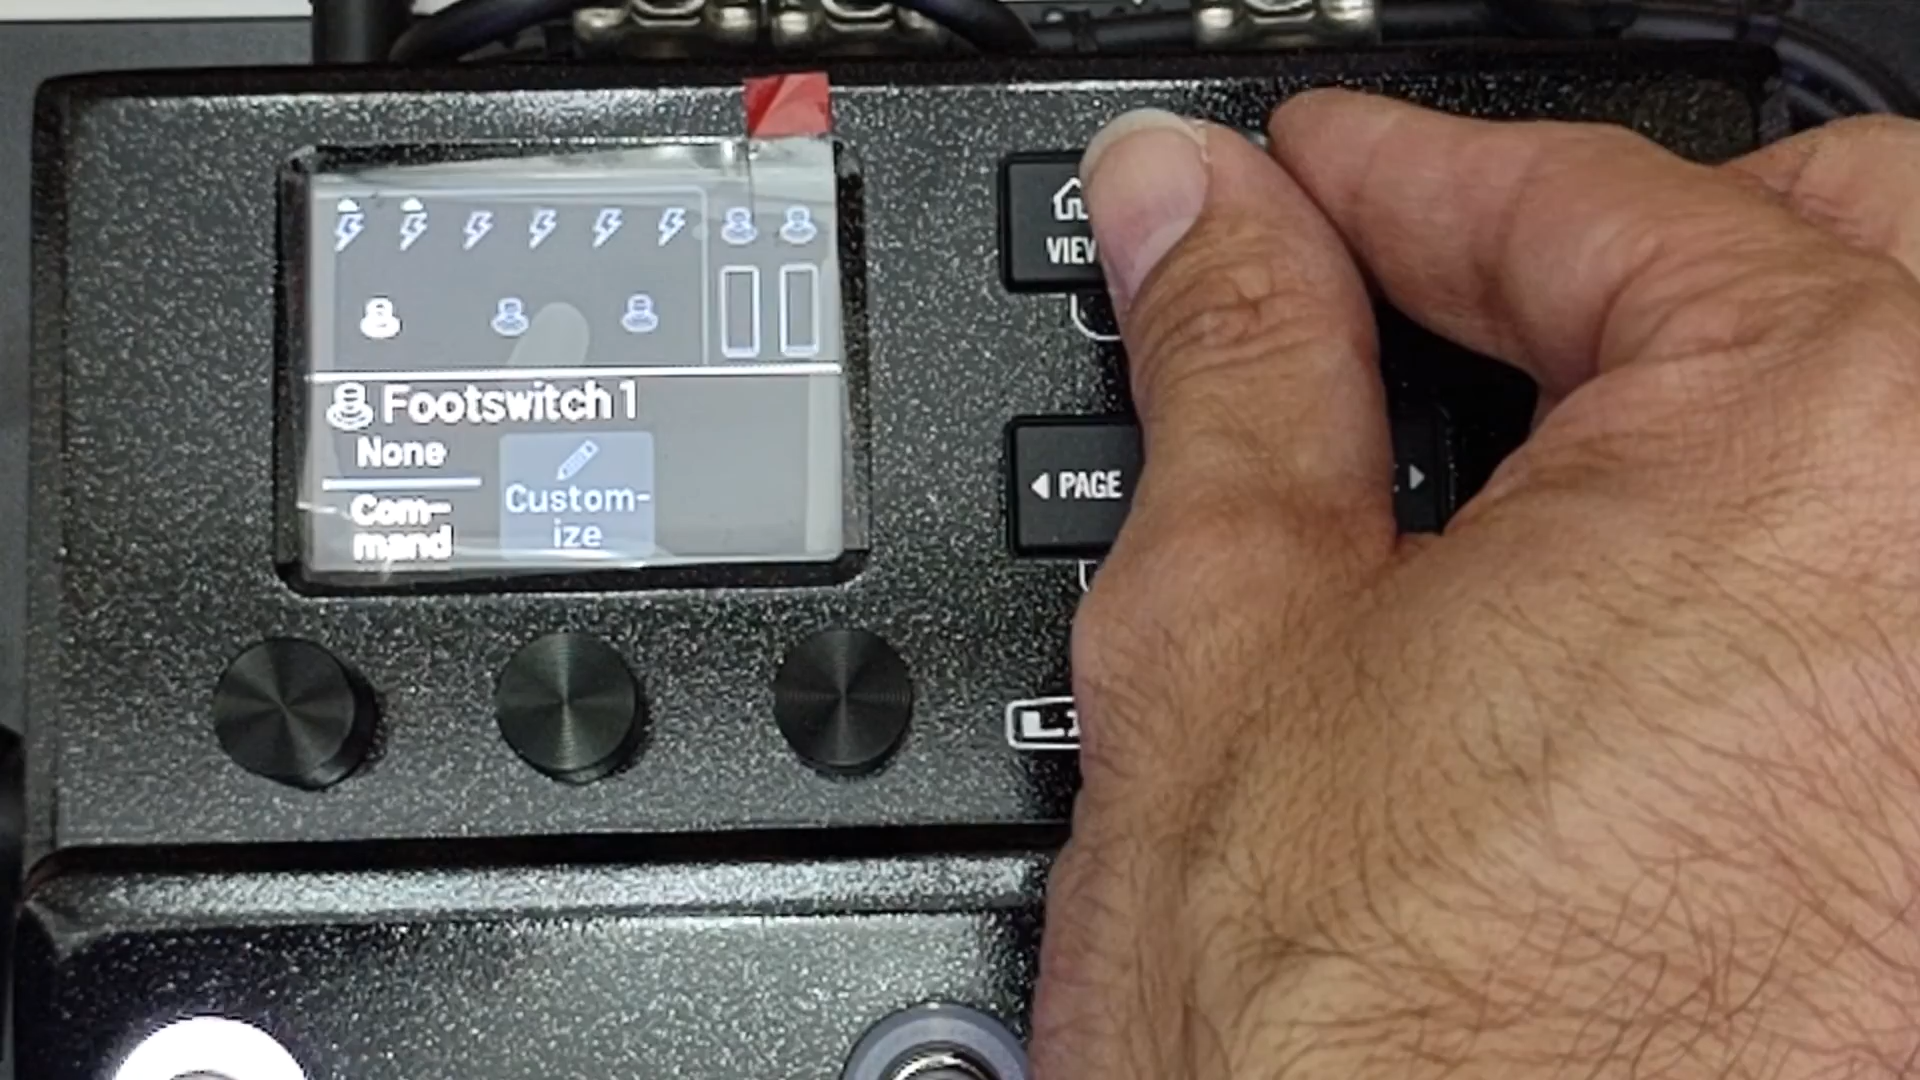 Footswitch 1
None
Custom-
ize
Com-
mand
VIEW
◀ PAGE